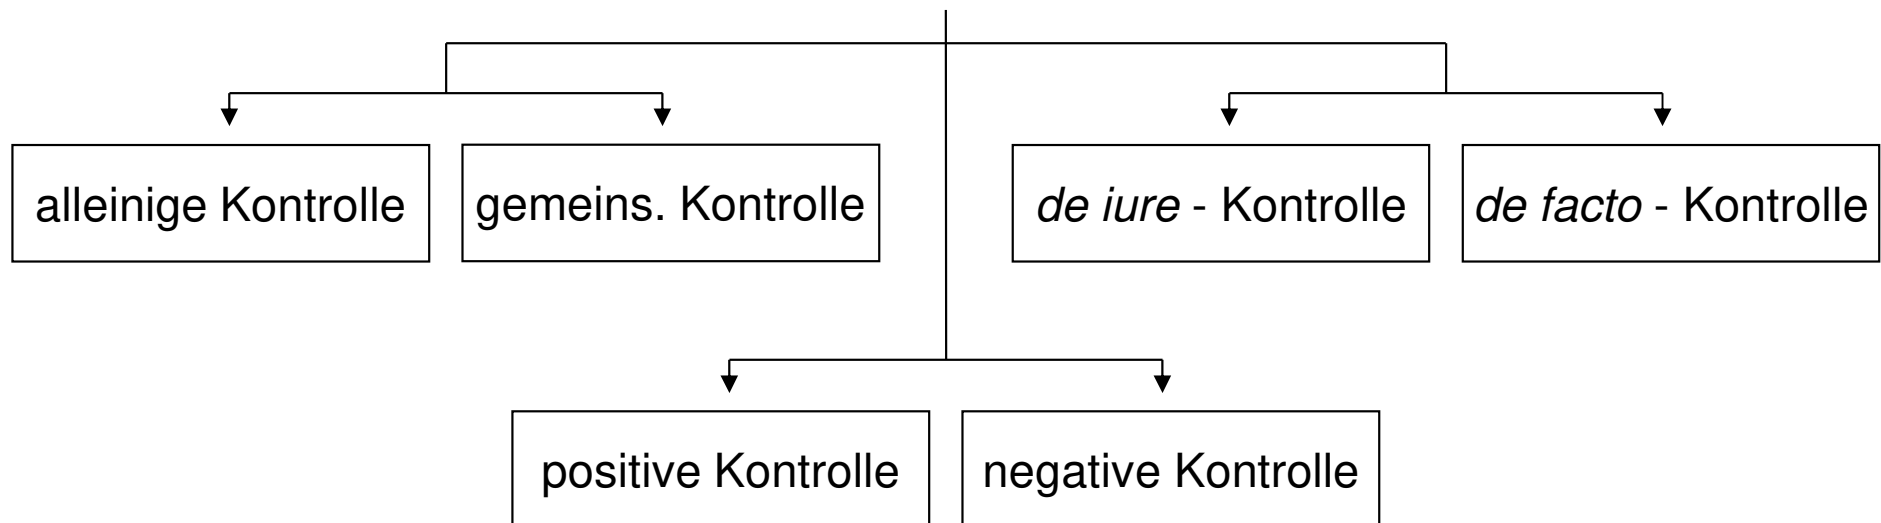 alleinige Kontrolle
gemeins. Kontrolle
de iure - Kontrolle
de facto - Kontrolle
positive Kontrolle
negative Kontrolle